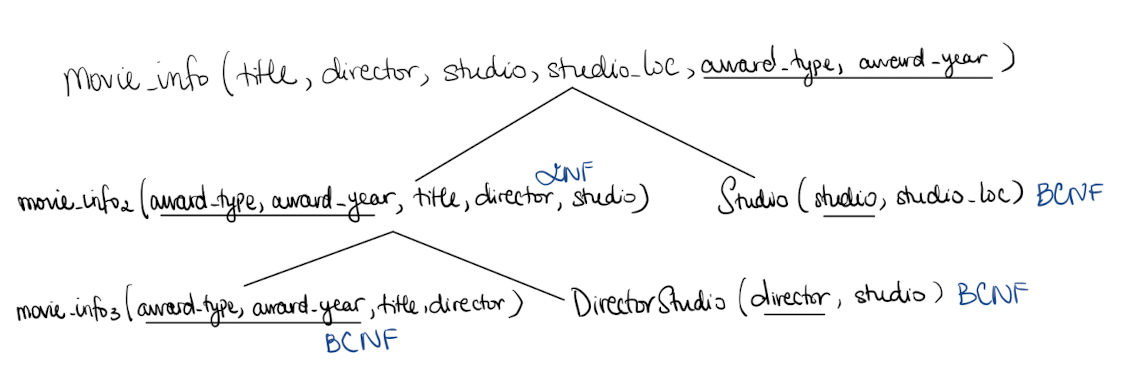 movie_info (title, director, studio, studio_loc, award_type, award_year)
2NF
movie_info2 (award_type, award_year, title, director, studio) Studio (studio, studio_loc) BCNF
movie_info3 (award_type, award_year, title, director) DirectorStudio (director, studio) BCNF
BCNF